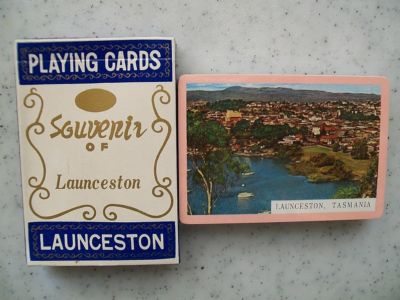 PLAYING CARDS
Souvenir
OF
Launceston
LAUNCESTON
LAUNCESTON, TASMANIA